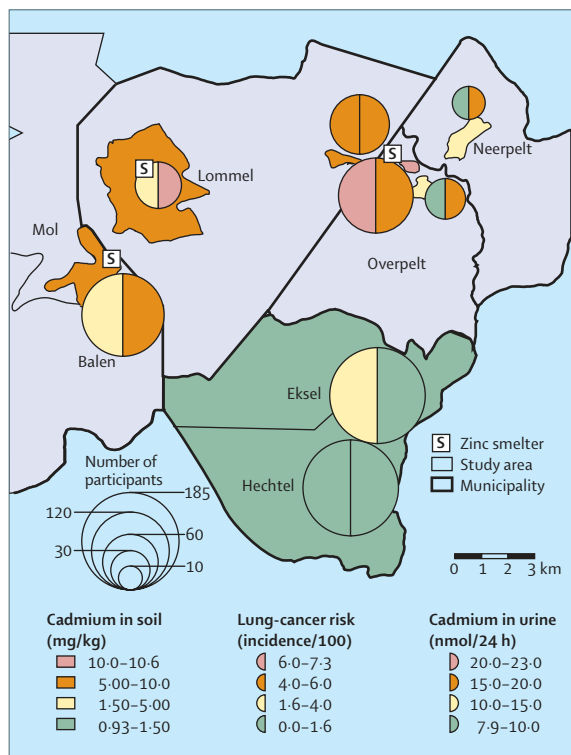 S
Neerpelt
S
S
Lommel
Mol
S
Overpelt
Balen
Eksel
Hechtel
S Zinc smelter
Study area
Municipality
Number of
participants
185
120
60
30
10
0 1 2 3 km
Cadmium in soil
(mg/kg)
10·0–10·6
5·00–10·0
1·50–5·00
0·93–1·50
Lung-cancer risk
(incidence/100)
6·0–7·3
4·0–6·0
1·6–4·0
0·0–1·6
Cadmium in urine
(nmol/24 h)
20·0–23·0
15·0–20·0
10·0–15·0
7·9–10·0